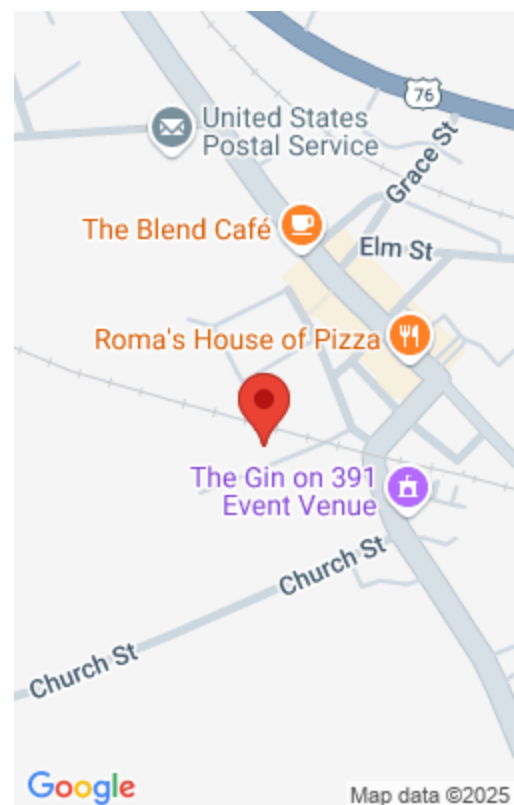 76
United States
Postal Service
Grace St
The Blend Café
Elm St
Roma's House of Pizza
The Gin on 391
Event Venue
Church St
Church St
Google
Map data ©2025